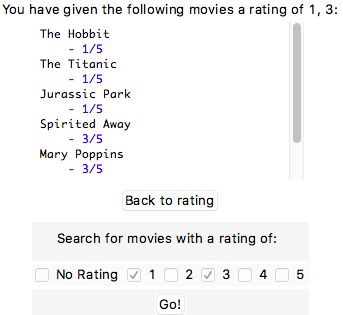 You have given the following movies a rating of 1, 3:
The Hobbit
- 1/5
The Titanic
- 1/5
Jurassic Park
- 1/5
Spirited Away
- 3/5
Mary Poppins
- 3/5
Back to rating
Search for movies with a rating of:
No Rating 1 2 3 4 5
Go!